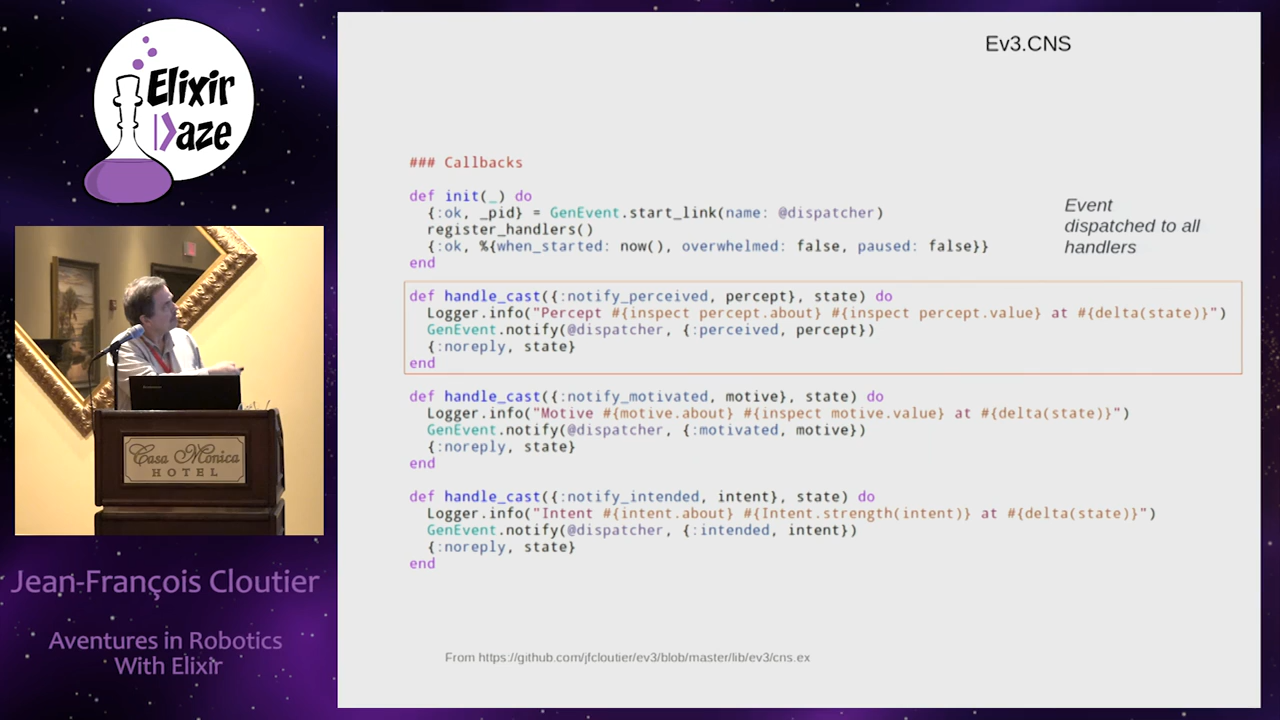 Elixir
Daze
Casa Monica
HOTEL
Jean-François Cloutier
Aventures in Robotics
With Elixir
Ev3.CNS
### Callbacks
def init(_) do
{:ok, _pid} = GenEvent.start_link(name: @dispatcher)
register_handlers()
{:ok, %{when_started: now(), overwhelmed: false, paused: false}}
end
Event
dispatched to all
handlers
def handle_cast({:notify_perceived, percept}, state) do
Logger.info("Percept #{inspect percept.about} #{inspect percept.value} at #{delta(state)}")
GenEvent.notify(@dispatcher, {:perceived, percept})
{:noreply, state}
end
def handle_cast({:notify_motivated, motive}, state) do
Logger.info("Motive #{motive.about} #{inspect motive.value} at #{delta(state)}")
GenEvent.notify(@dispatcher, {:motivated, motive})
{:noreply, state}
end
def handle_cast({:notify_intended, intent}, state) do
Logger.info("Intent #{intent.about} #{Intent.strength(intent)} at #{delta(state)}")
GenEvent.notify(@dispatcher, {:intended, intent})
{:noreply, state}
end
From https://github.com/jfcloutier/ev3/blob/master/lib/ev3/cns.ex